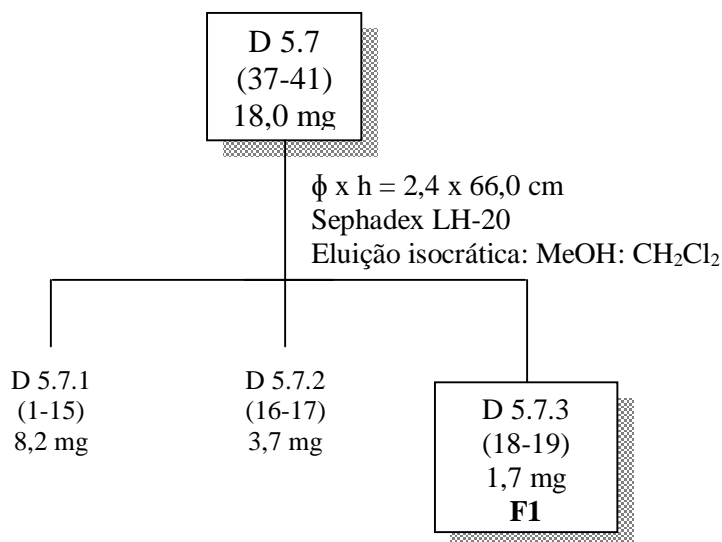 D 5.7
(37-41)
18,0 mg
ϕ x h = 2,4 x 66,0 cm
Sephadex LH-20
Eluição isocrática: MeOH: CH₂Cl₂
D 5.7.1
(1-15)
8,2 mg
D 5.7.2
(16-17)
3,7 mg
D 5.7.3
(18-19)
1,7 mg
F1